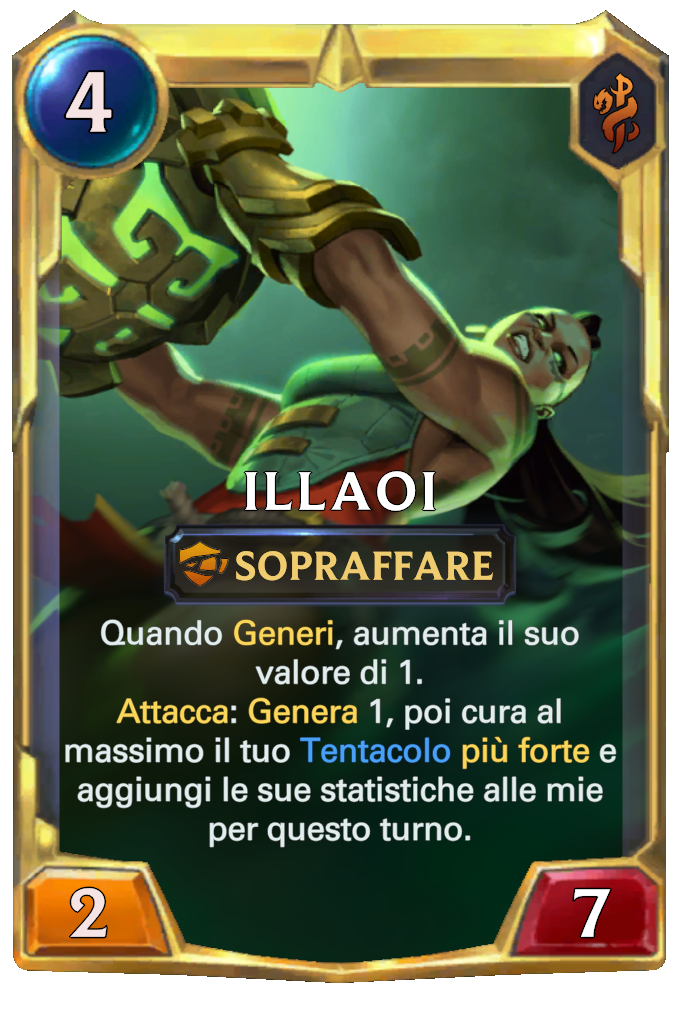 4
ILLAOI
SOPRAFFARE
Quando Generi, aumenta il suo
valore di 1.
Attacca: Genera 1, poi cura al
massimo il tuo Tentacolo più forte e
aggiungi le sue statistiche alle mie
per questo turno.
2
7